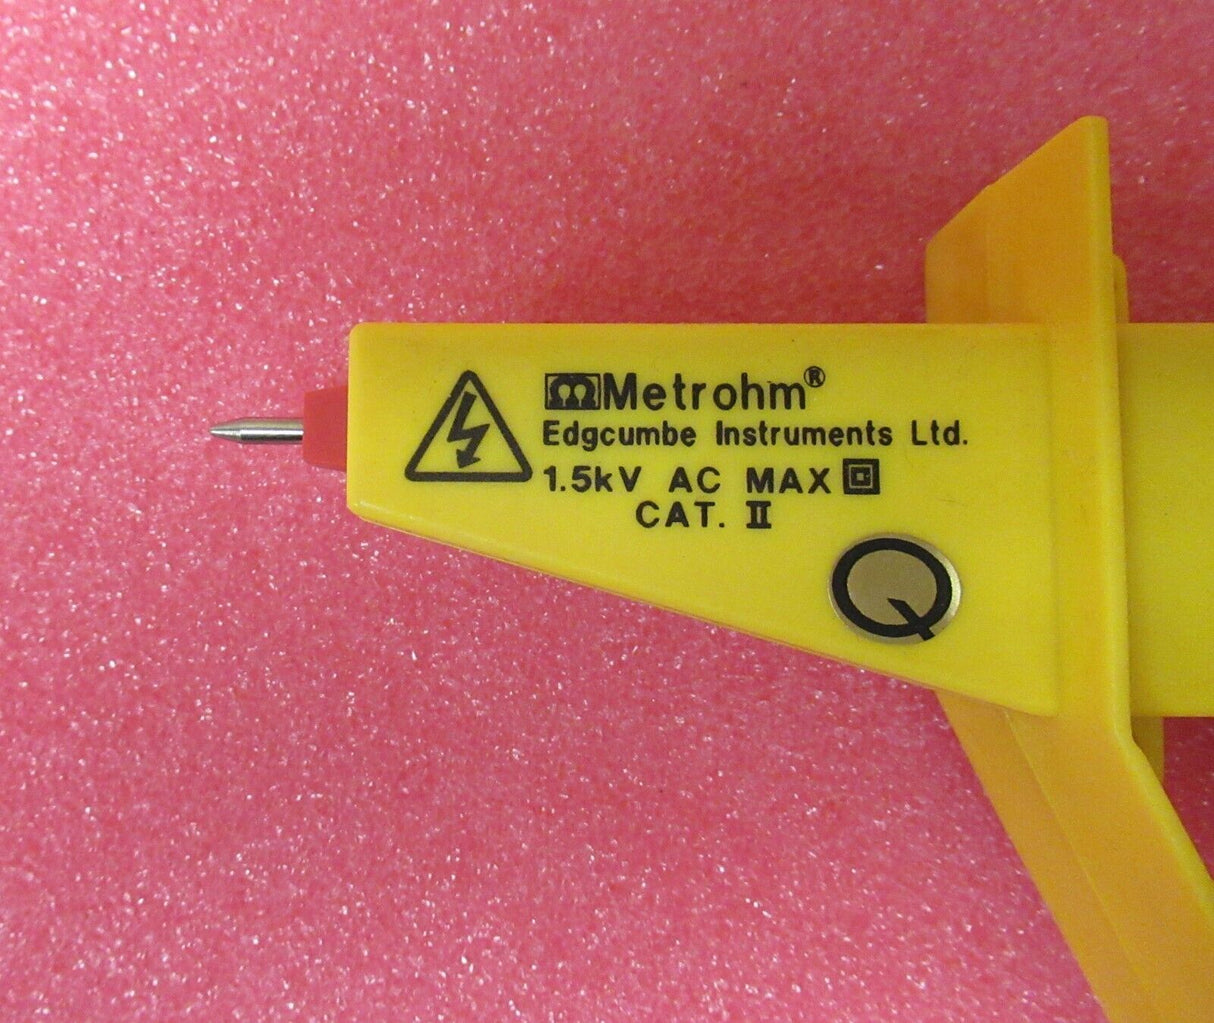 Metrohm®
Edgcumbe Instruments Ltd.
1.5kV AC MAX
CAT. II
Q